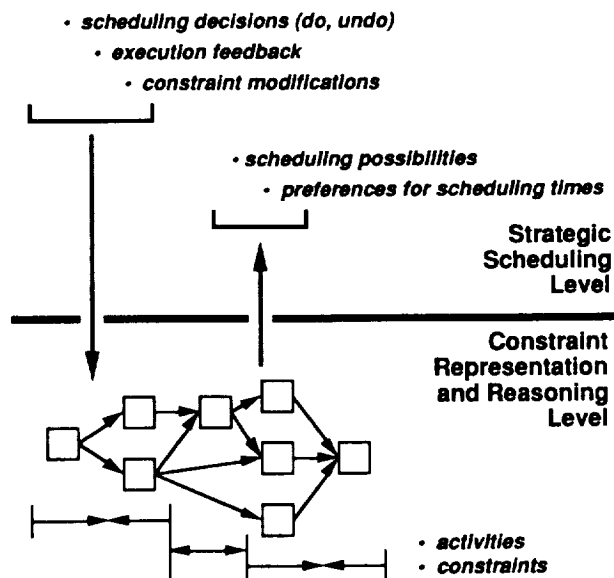 • scheduling decisions (do, undo)
• execution feedback
• constraint modifications
• scheduling possibilities
• preferences for scheduling times
Strategic
Scheduling
Level
Constraint
Representation
and Reasoning
Level
• activities
• constraints